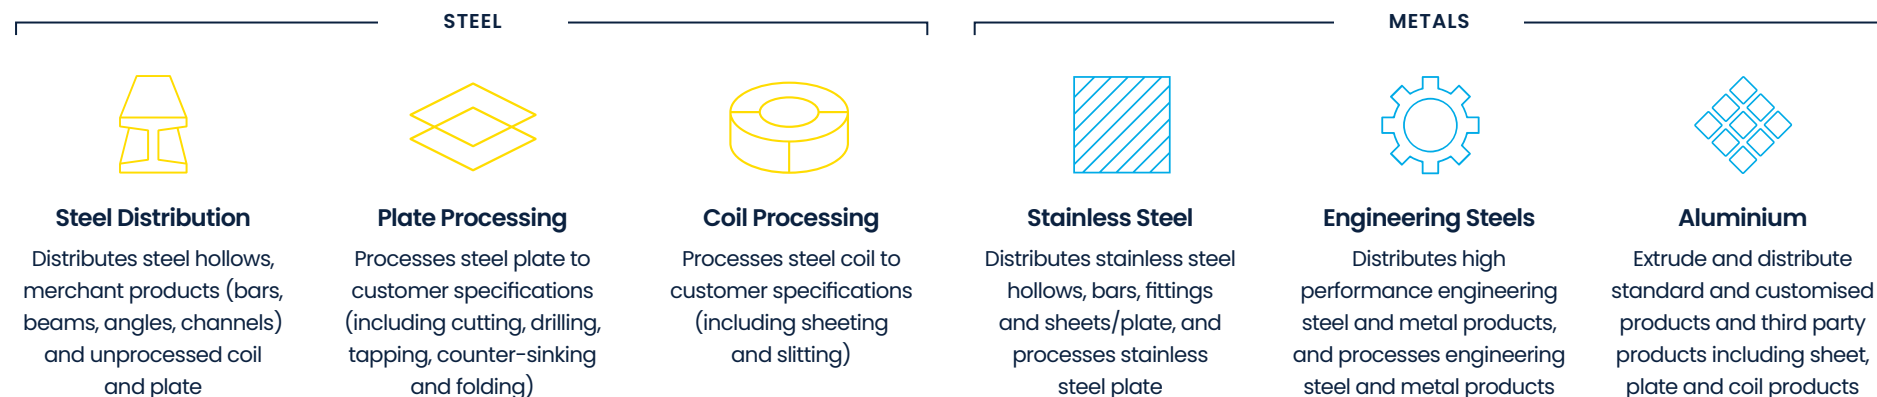 STEEL
METALS
Steel Distribution
Distributes steel hollows,
merchant products (bars,
beams, angles, channels)
and unprocessed coil
and plate
Plate Processing
Processes steel plate to
customer specifications
(including cutting, drilling,
tapping, counter-sinking
and folding)
Coil Processing
Processes steel coil to
customer specifications
(including sheeting
and slitting)
Stainless Steel
Distributes stainless steel
hollows, bars, fittings
and sheets/plate, and
processes stainless
steel plate
Engineering Steels
Distributes high
performance engineering
steel and metal products,
and processes engineering
steel and metal products
Aluminium
Extrude and distribute
standard and customised
products and third party
products including sheet,
plate and coil products